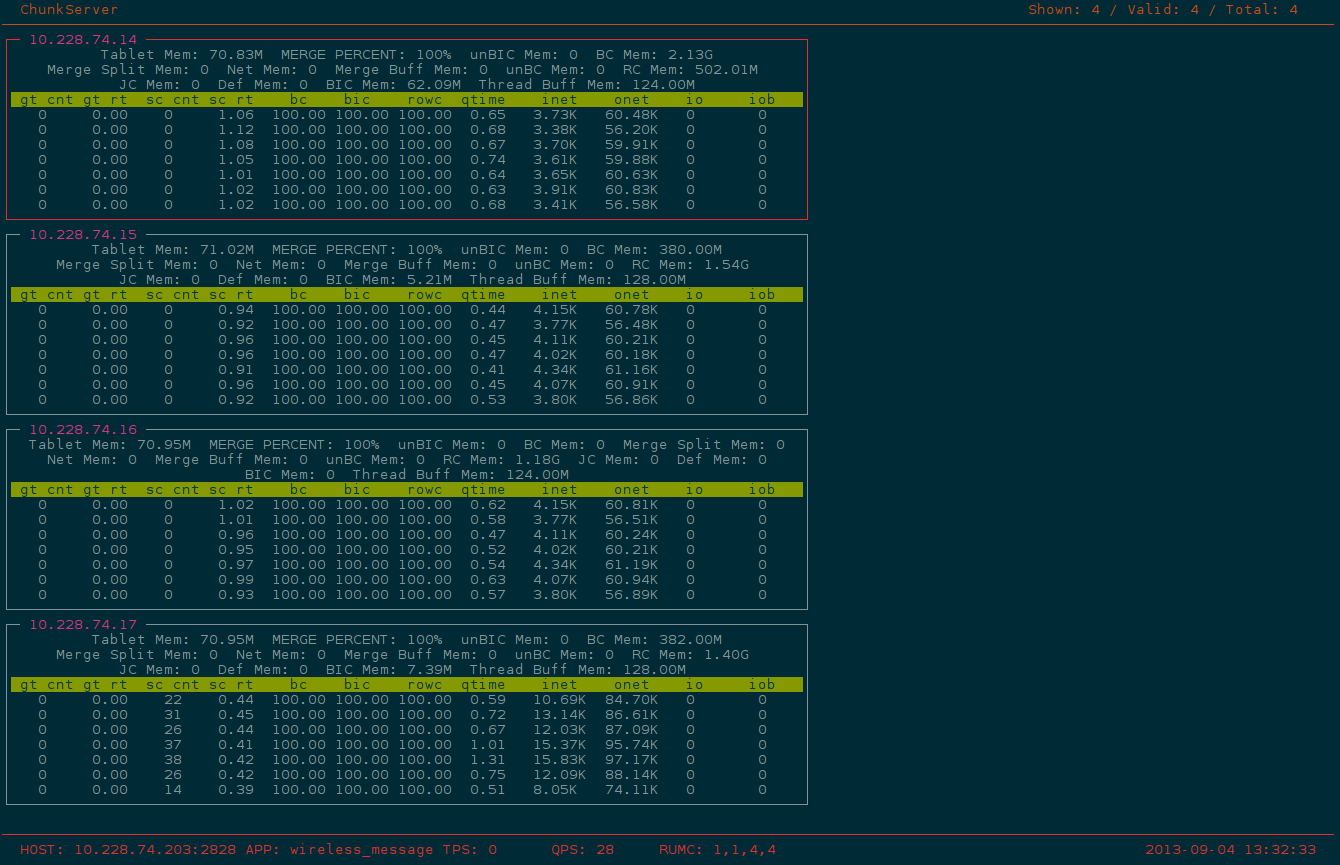 ChunkServer Shown: 4 / Valid: 4 / Total: 4
10.228.74.14
Tablet Mem: 70.83M MERGE PERCENT: 100% unBIC Mem: 0 BC Mem: 2.13G
Merge Split Mem: 0 Net Mem: 0 Merge Buff Mem: 0 unBC Mem: 0 RC Mem: 502.01M
JC Mem: 0 Def Mem: 0 BIC Mem: 62.09M Thread Buff Mem: 124.00M
gt cnt gt rt sc cnt sc rt bc bic rowc qtime inet onet io iob
0 0.00 0 1.06 100.00 100.00 100.00 0.65 3.73K 60.48K 0 0
0 0.00 0 1.12 100.00 100.00 100.00 0.68 3.38K 56.20K 0 0
0 0.00 0 1.08 100.00 100.00 100.00 0.67 3.70K 59.91K 0 0
0 0.00 0 1.05 100.00 100.00 100.00 0.74 3.61K 59.88K 0 0
0 0.00 0 1.01 100.00 100.00 100.00 0.64 3.65K 60.63K 0 0
0 0.00 0 1.02 100.00 100.00 100.00 0.63 3.91K 60.83K 0 0
0 0.00 0 1.02 100.00 100.00 100.00 0.68 3.41K 56.58K 0 0
10.228.74.15
Tablet Mem: 71.02M MERGE PERCENT: 100% unBIC Mem: 0 BC Mem: 380.00M
Merge Split Mem: 0 Net Mem: 0 Merge Buff Mem: 0 unBC Mem: 0 RC Mem: 1.54G
JC Mem: 0 Def Mem: 0 BIC Mem: 5.21M Thread Buff Mem: 128.00M
gt cnt gt rt sc cnt sc rt bc bic rowc qtime inet onet io iob
0 0.00 0 0.94 100.00 100.00 100.00 0.44 4.15K 60.78K 0 0
0 0.00 0 0.92 100.00 100.00 100.00 0.47 3.77K 56.48K 0 0
0 0.00 0 0.96 100.00 100.00 100.00 0.45 4.11K 60.21K 0 0
0 0.00 0 0.96 100.00 100.00 100.00 0.47 4.02K 60.18K 0 0
0 0.00 0 0.91 100.00 100.00 100.00 0.41 4.34K 61.16K 0 0
0 0.00 0 0.96 100.00 100.00 100.00 0.45 4.07K 60.91K 0 0
0 0.00 0 0.92 100.00 100.00 100.00 0.53 3.80K 56.86K 0 0
10.228.74.16
Tablet Mem: 70.95M MERGE PERCENT: 100% unBIC Mem: 0 BC Mem: 0 Merge Split Mem: 0
Net Mem: 0 Merge Buff Mem: 0 unBC Mem: 0 RC Mem: 1.18G JC Mem: 0 Def Mem: 0
BIC Mem: 0 Thread Buff Mem: 124.00M
gt cnt gt rt sc cnt sc rt bc bic rowc qtime inet onet io iob
0 0.00 0 1.02 100.00 100.00 100.00 0.62 4.15K 60.81K 0 0
0 0.00 0 1.01 100.00 100.00 100.00 0.58 3.77K 56.51K 0 0
0 0.00 0 0.96 100.00 100.00 100.00 0.47 4.11K 60.24K 0 0
0 0.00 0 0.95 100.00 100.00 100.00 0.52 4.02K 60.21K 0 0
0 0.00 0 0.97 100.00 100.00 100.00 0.54 4.34K 61.19K 0 0
0 0.00 0 0.99 100.00 100.00 100.00 0.63 4.07K 60.94K 0 0
0 0.00 0 0.93 100.00 100.00 100.00 0.57 3.80K 56.89K 0 0
10.228.74.17
Tablet Mem: 70.95M MERGE PERCENT: 100% unBIC Mem: 0 BC Mem: 382.00M
Merge Split Mem: 0 Net Mem: 0 Merge Buff Mem: 0 unBC Mem: 0 RC Mem: 1.40G
JC Mem: 0 Def Mem: 0 BIC Mem: 7.39M Thread Buff Mem: 128.00M
gt cnt gt rt sc cnt sc rt bc bic rowc qtime inet onet io iob
0 0.00 22 0.44 100.00 100.00 100.00 0.59 10.69K 84.70K 0 0
0 0.00 31 0.45 100.00 100.00 100.00 0.72 13.14K 86.61K 0 0
0 0.00 26 0.44 100.00 100.00 100.00 0.67 12.03K 87.09K 0 0
0 0.00 37 0.41 100.00 100.00 100.00 1.01 15.37K 95.74K 0 0
0 0.00 38 0.42 100.00 100.00 100.00 1.31 15.83K 97.17K 0 0
0 0.00 26 0.42 100.00 100.00 100.00 0.75 12.09K 88.14K 0 0
0 0.00 14 0.39 100.00 100.00 100.00 0.51 8.05K 74.11K 0 0
HOST: 10.228.74.203:2828 APP: wireless_message TPS: 0 QPS: 28 RUMC: 1,1,4,4 2013-09-04 13:32:33